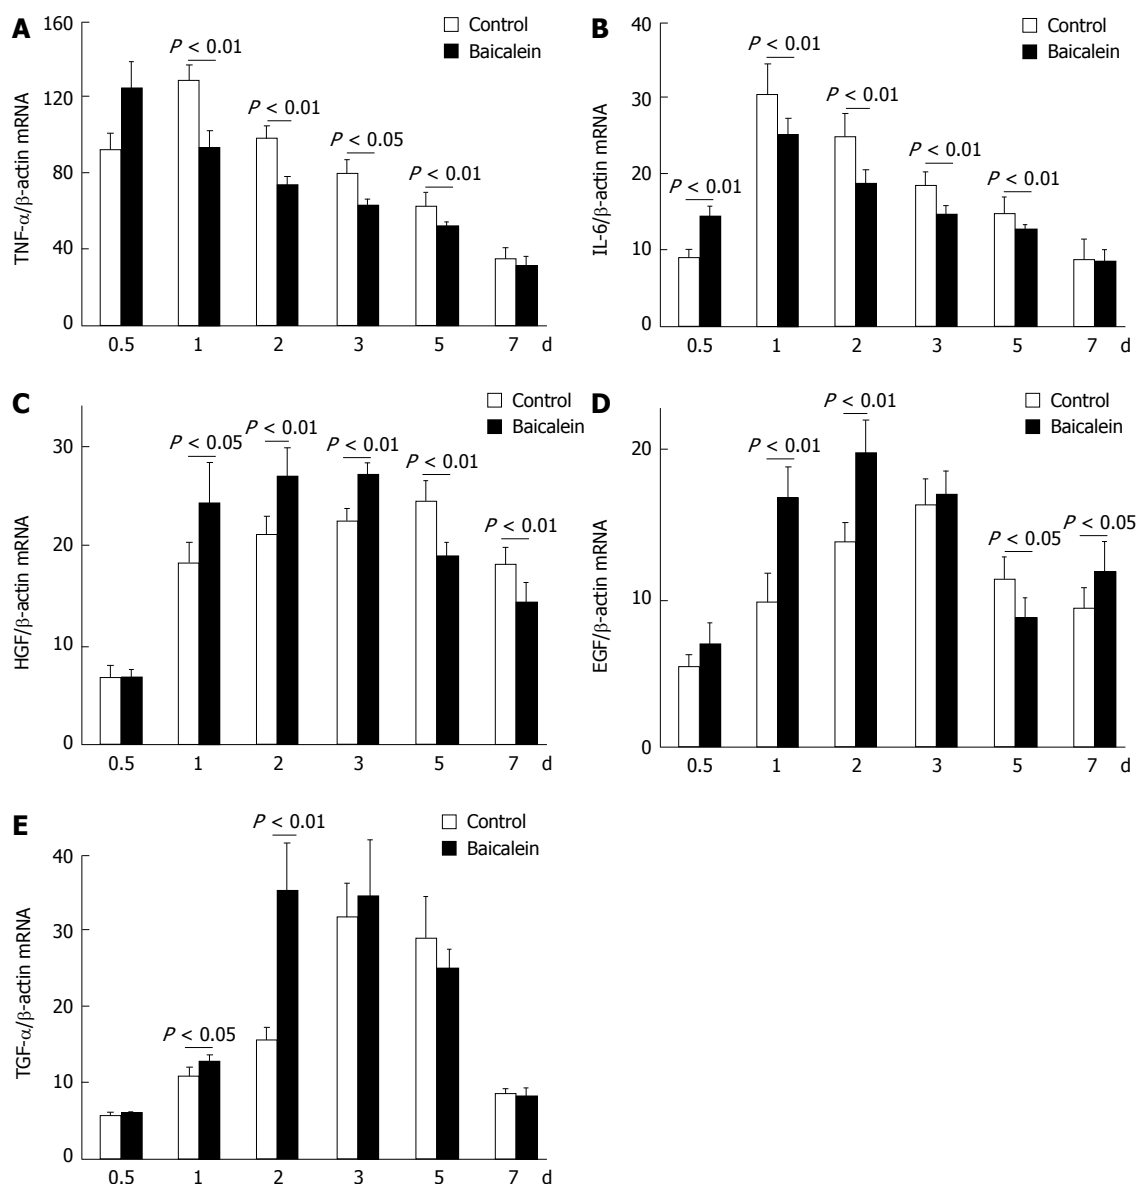 A
TNF-α/β-actin mRNA
160
120
80
40
0
Control
Baicalein
P < 0.01
P < 0.01
P < 0.05
P < 0.01
0.5 1 2 3 5 7 d
B
IL-6/β-actin mRNA
40
30
20
10
0
Control
Baicalein
P < 0.01
P < 0.01
P < 0.01
P < 0.01
P < 0.01
0.5 1 2 3 5 7 d
C
HGF/β-actin mRNA
30
20
10
0
Control
Baicalein
P < 0.05
P < 0.01
P < 0.01
P < 0.01
P < 0.01
0.5 1 2 3 5 7 d
D
EGF/β-actin mRNA
20
10
0
Control
Baicalein
P < 0.01
P < 0.01
P < 0.05
P < 0.05
0.5 1 2 3 5 7 d
E
TGF-α/β-actin mRNA
40
30
20
10
0
Control
Baicalein
P < 0.05
P < 0.01
0.5 1 2 3 5 7 d